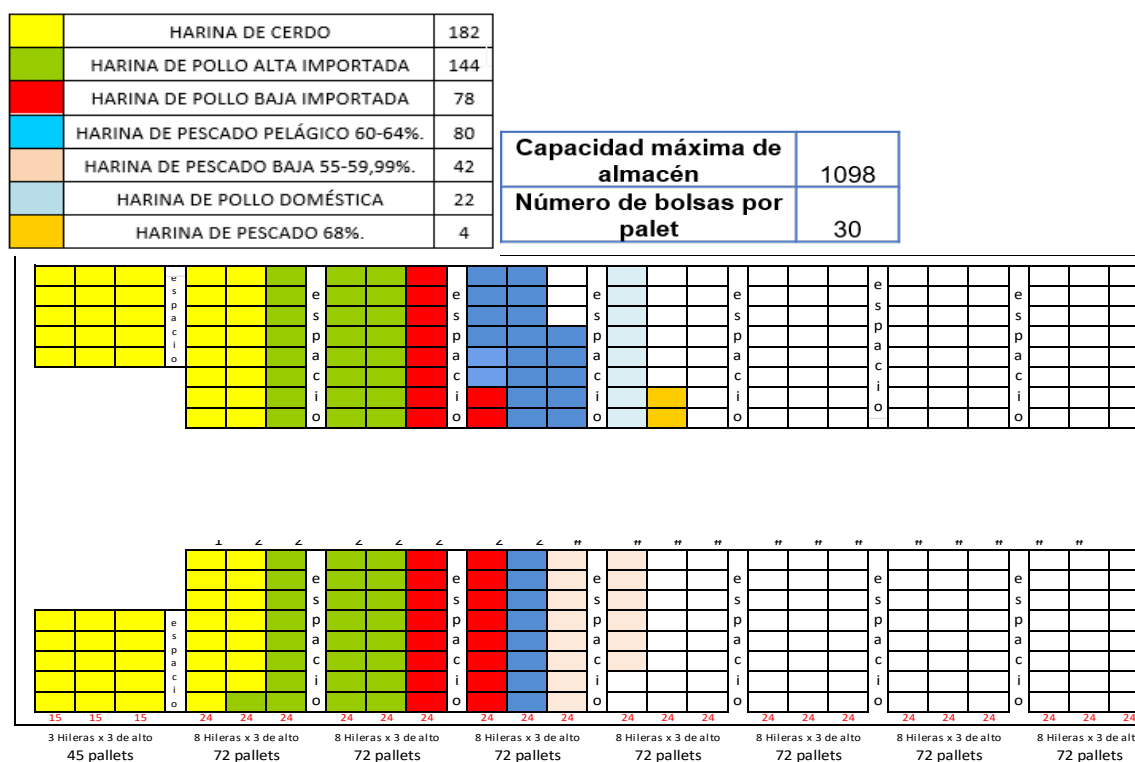 HARINA DE CERDO 182
HARINA DE POLLO ALTA IMPORTADA 144
HARINA DE POLLO BAJA IMPORTADA 78
HARINA DE PESCADO PELÁGICO 60-64%. 80
HARINA DE PESCADO BAJA 55-59,99%. 42
HARINA DE POLLO DOMÉSTICA 22
HARINA DE PESCADO 68%. 4
Capacidad máxima de
almacén 1098
Número de bolsas por
palet 30
espacio espacio espacio espacio espacio espacio espacio
espacio espacio espacio espacio espacio espacio espacio
15 15 15 24 24 24 24 24 24 24 24 24 24 24 24 24 24 24 24 24 24 24 24 24
3 Hileras x 3 de alto 8 Hileras x 3 de alto 8 Hileras x 3 de alto 8 Hileras x 3 de alto 8 Hileras x 3 de alto 8 Hileras x 3 de alto 8 Hileras x 3 de alto 8 Hileras x 3 de alt
45 pallets 72 pallets 72 pallets 72 pallets 72 pallets 72 pallets 72 pallets 72 pallets